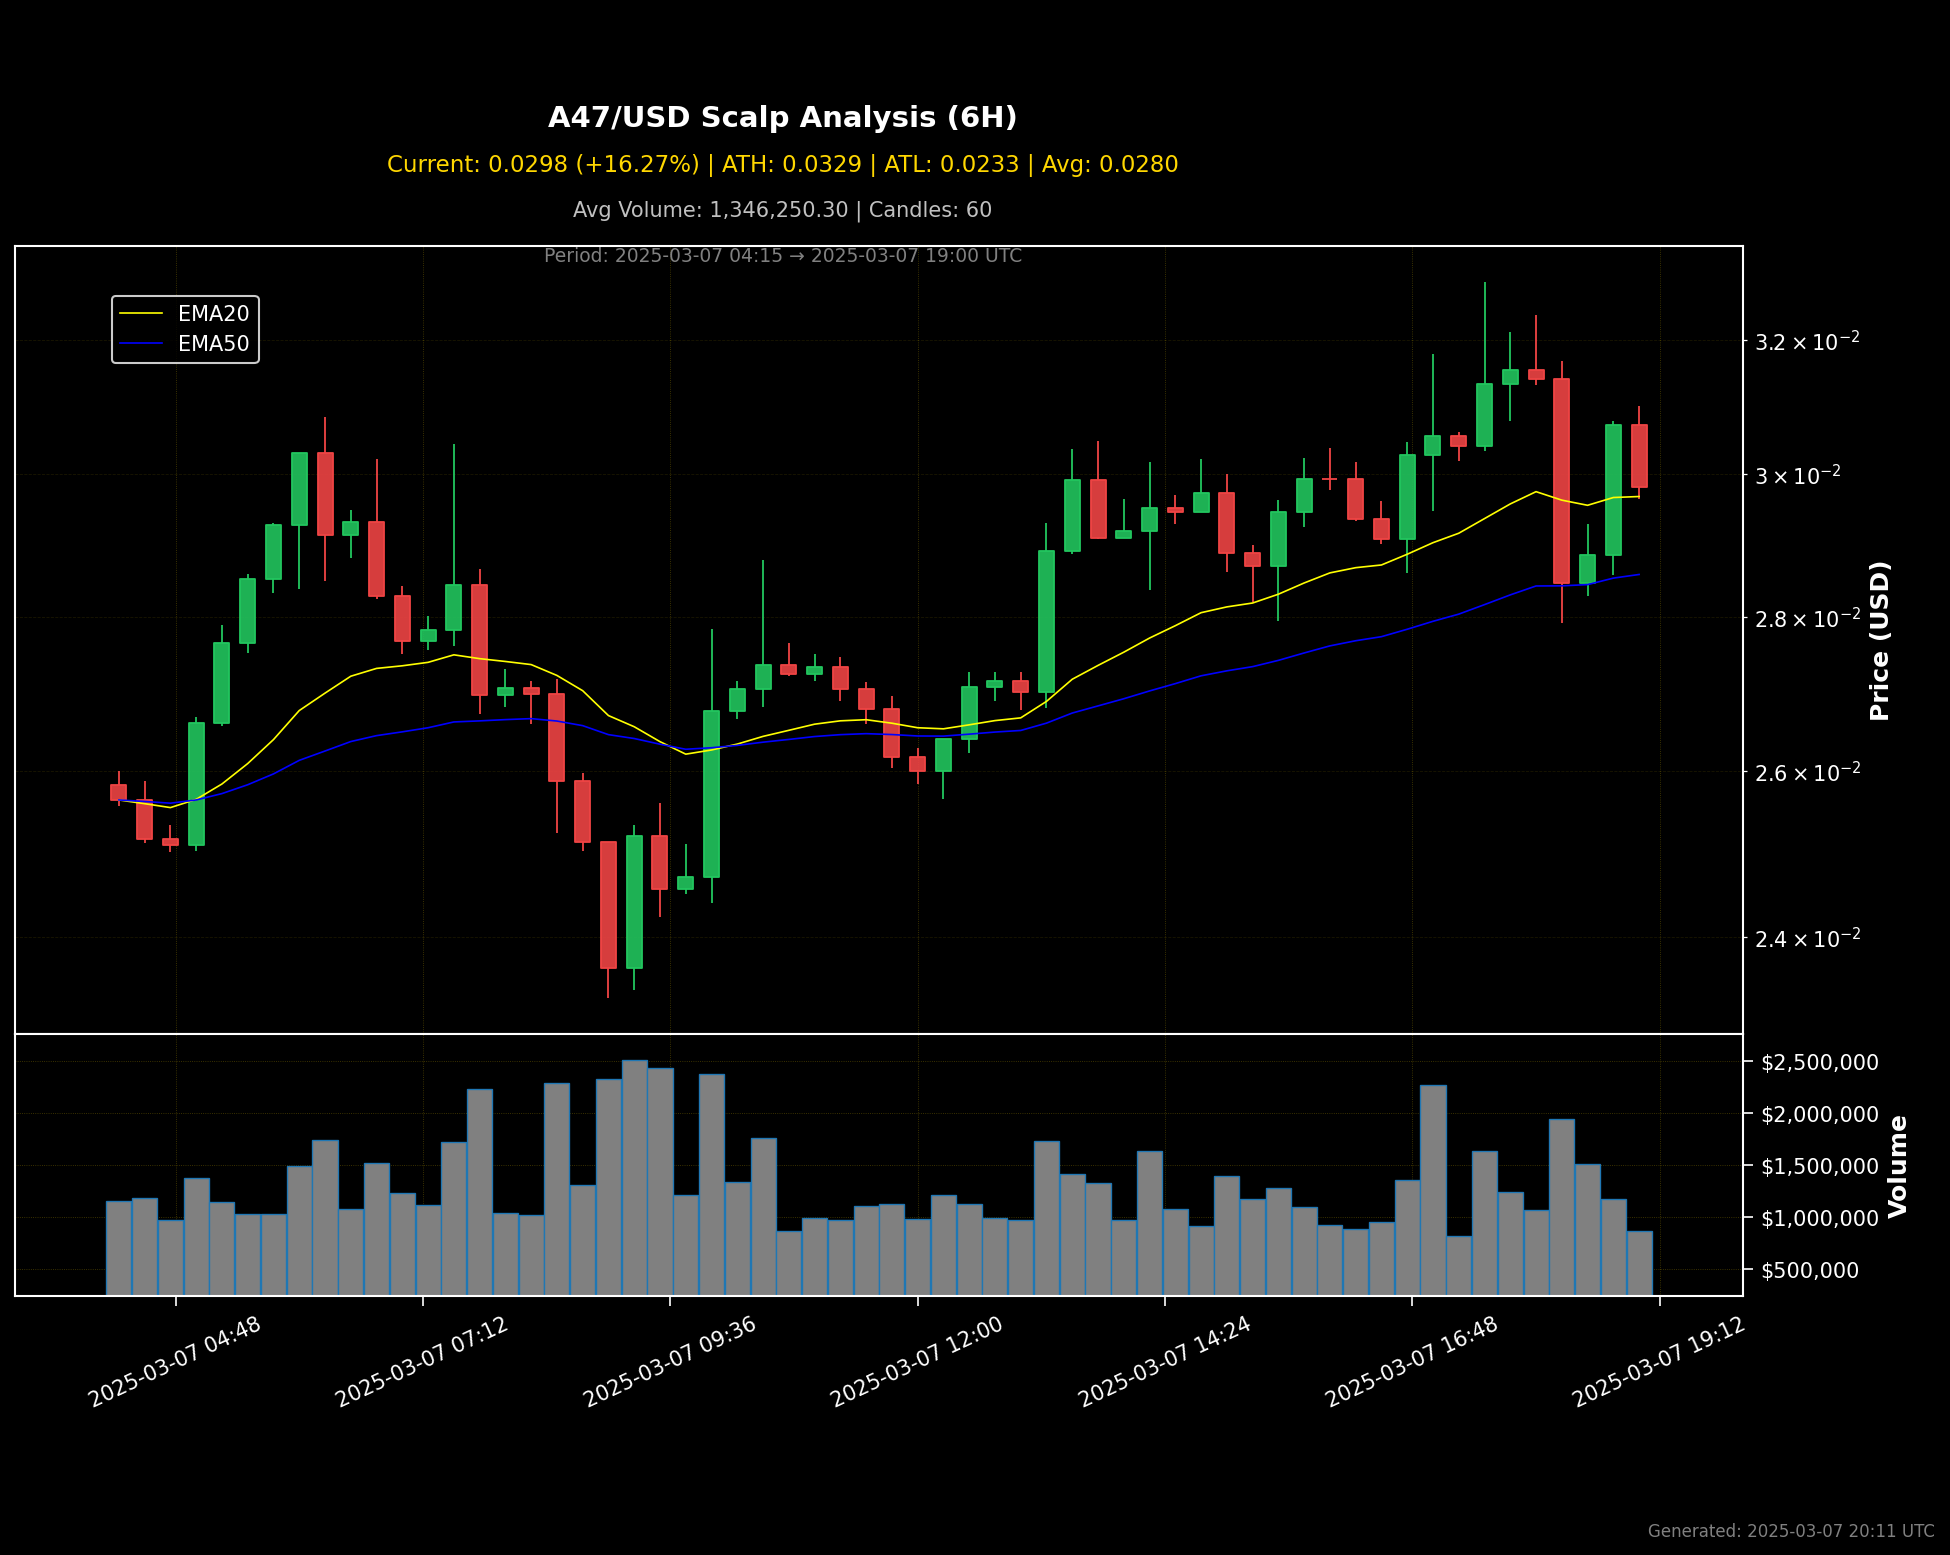 A47/USD Scalp Analysis (6H)
Current: 0.0298 (+16.27%) | ATH: 0.0329 | ATL: 0.0233 | Avg: 0.0280
Avg Volume: 1,346,250.30 | Candles: 60
Period: 2025-03-07 04:15 → 2025-03-07 19:00 UTC
EMA20
EMA50
3.2 × 10⁻²
3 × 10⁻²
2.8 × 10⁻²
2.6 × 10⁻²
2.4 × 10⁻²
Price (USD)
$2,500,000
$2,000,000
$1,500,000
$1,000,000
$500,000
Volume
2025-03-07 04:48
2025-03-07 07:12
2025-03-07 09:36
2025-03-07 12:00
2025-03-07 14:24
2025-03-07 16:48
2025-03-07 19:12
Generated: 2025-03-07 20:11 UTC